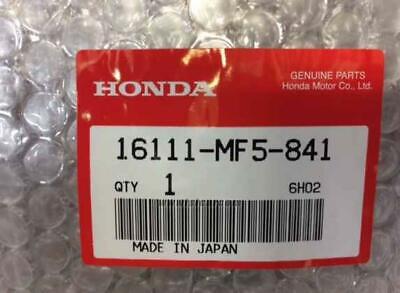 HONDA
GENUINE PARTS
Honda Motor Co., Ltd.
16111-MF5-841
QTY 1 6H02
MADE IN JAPAN